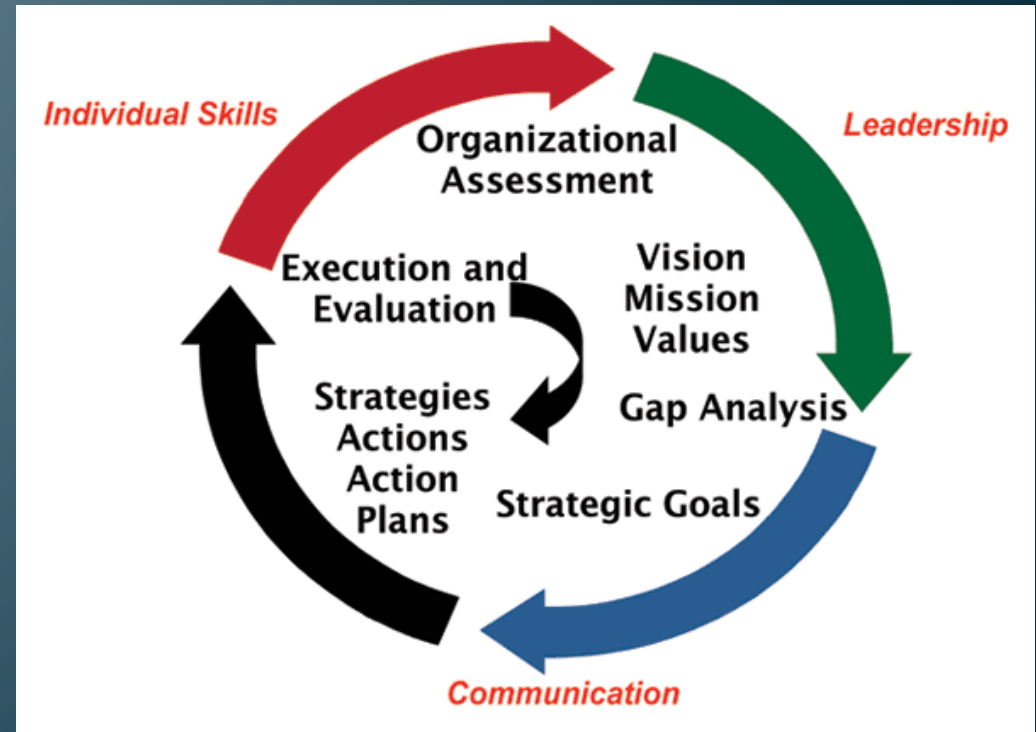 Individual Skills
Leadership
Organizational
Assessment
Vision
Mission
Values
Execution and
Evaluation
Gap Analysis
Strategies
Actions
Action
Plans
Strategic Goals
Communication